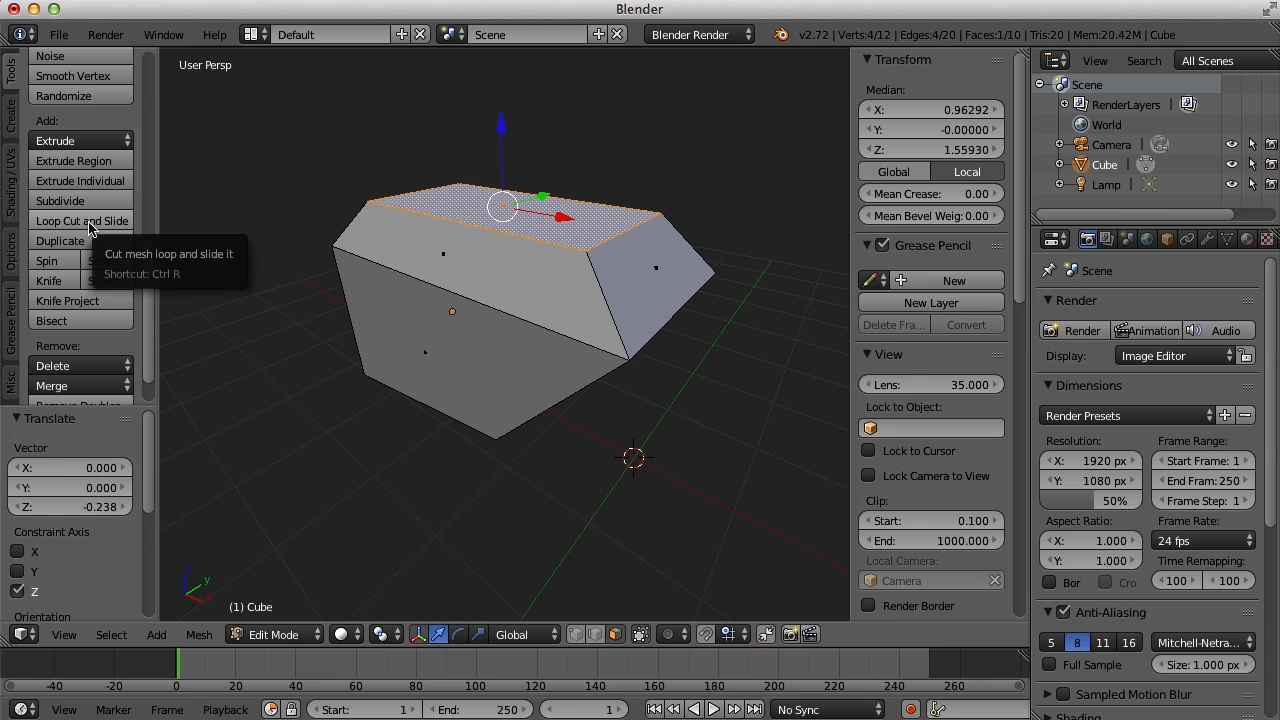 Blender
File Render Window Help Default Scene Blender Render v2.72 | Verts:4/12 | Edges:4/20 | Faces:1/10 | Tris:20 | Mem:20.42M | Cube
Tools
Create
Shading / UVs
Options
Grease Pencil
Misc
Noise
Smooth Vertex
Randomize
Add:
Extrude
Extrude Region
Extrude Individual
Subdivide
Loop Cut and Slide
Duplicate
Spin
Knife
Knife Project
Bisect
Cut mesh loop and slide it
Shortcut: Ctrl R
Remove:
Delete
Merge
Remove Doubles
Translate
Vector
X: 0.000
Y: 0.000
Z: -0.238
Constraint Axis
X
Y
Z
Orientation
User Persp
(1) Cube
z
y
x
Transform
Median:
X: 0.96292
Y: -0.00000
Z: 1.55930
Global Local
Mean Crease: 0.00
Mean Bevel Weig: 0.00
Grease Pencil
New
New Layer
Delete Fra... Convert
View
Lens: 35.000
Lock to Object:
Lock to Cursor
Lock Camera to View
Clip:
Start: 0.100
End: 1000.000
Local Camera:
Camera
Render Border
View Search All Scenes
Scene
RenderLayers
World
Camera
Cube
Lamp
Scene
Render
Render Animation Audio
Display: Image Editor
Dimensions
Render Presets
Resolution: Frame Range:
X: 1920 px Start Frame: 1
Y: 1080 px End Fram: 250
50% Frame Step: 1
Aspect Ratio: Frame Rate:
X: 1.000 24 fps
Y: 1.000 Time Remapping:
Bor Cro 100 100
Anti-Aliasing
5 8 11 16 Mitchell-Netra...
Full Sample Size: 1.000 px
Sampled Motion Blur
Shading
View Select Add Mesh Edit Mode Global
-40 -20 0 20 40 60 80 100 120 140 160 180 200 220 240 260
View Marker Frame Playback Start: 1 End: 250 1 No Sync